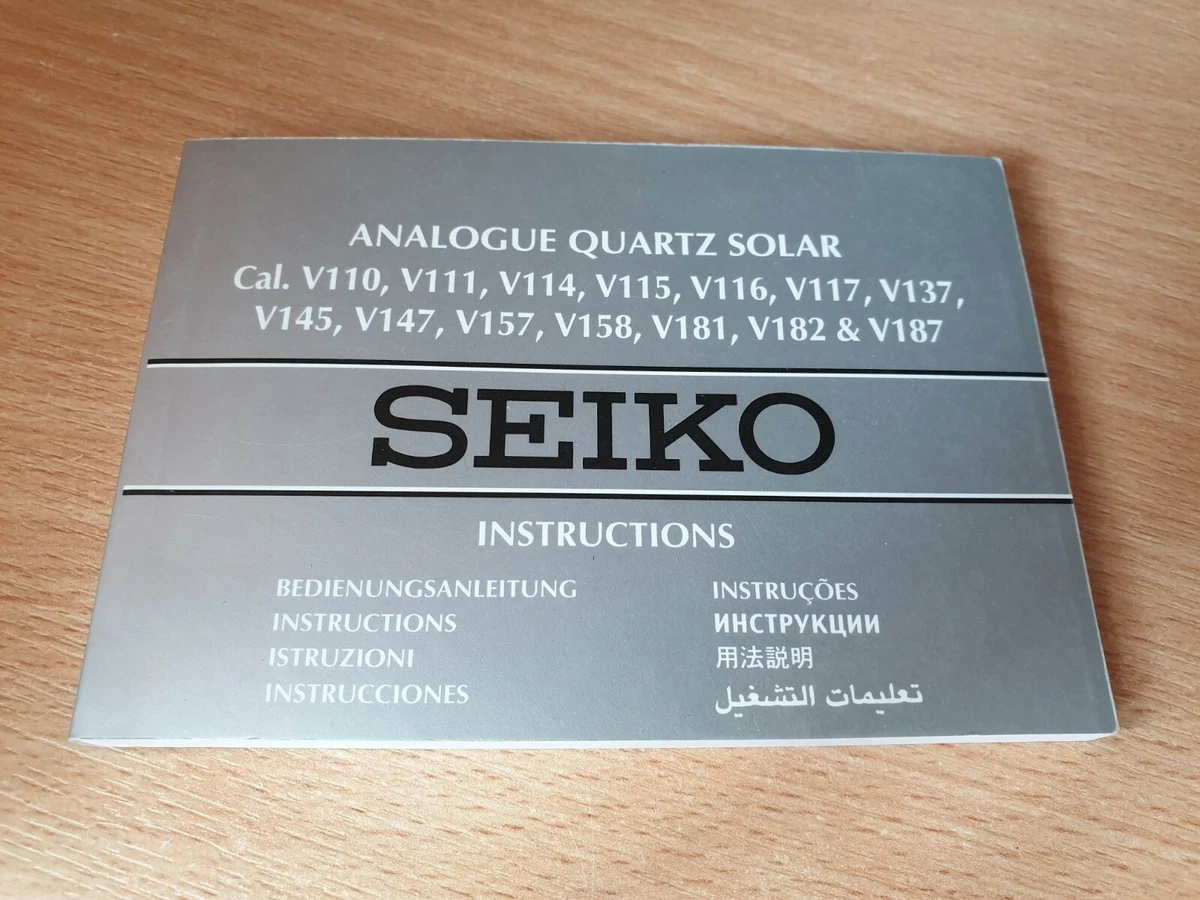 ANALOGUE QUARTZ SOLAR
Cal. V110, V111, V114, V115, V116, V117, V137,
V145, V147, V157, V158, V181, V182 & V187
SEIKO
INSTRUCTIONS
BEDIENUNGSANLEITUNG
INSTRUCTIONS
ISTRUZIONI
INSTRUCCIONES
INSTRUÇÕES
ИНСТРУКЦИИ
用法説明
تعليمات التشغيل